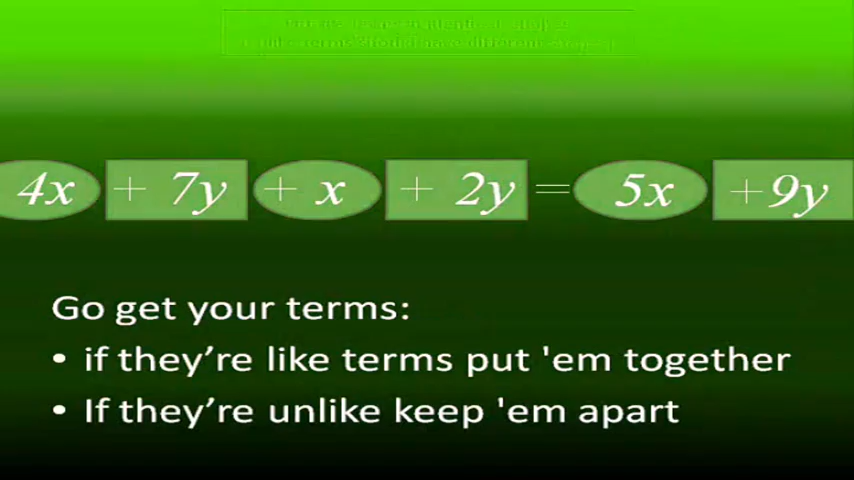 4x + 7y + x + 2y = 5x +9y
Go get your terms:
• if they're like terms put 'em together
• If they're unlike keep 'em apart